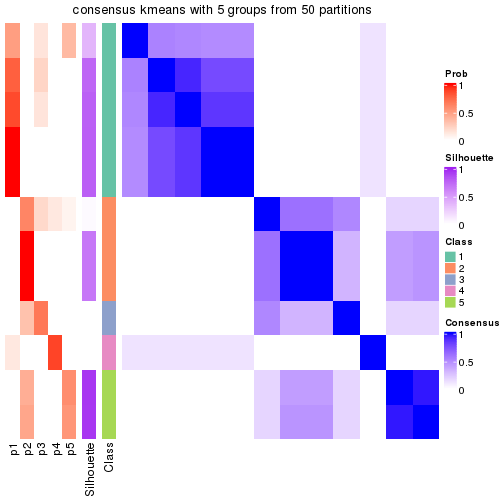 consensus kmeans with 5 groups from 50 partitions
Prob
1
0.5
0
Silhouette
1
0.5
0
Class
1
2
3
4
5
Consensus
1
0.5
0
p1
p2
p3
p4
p5
Silhouette
Class